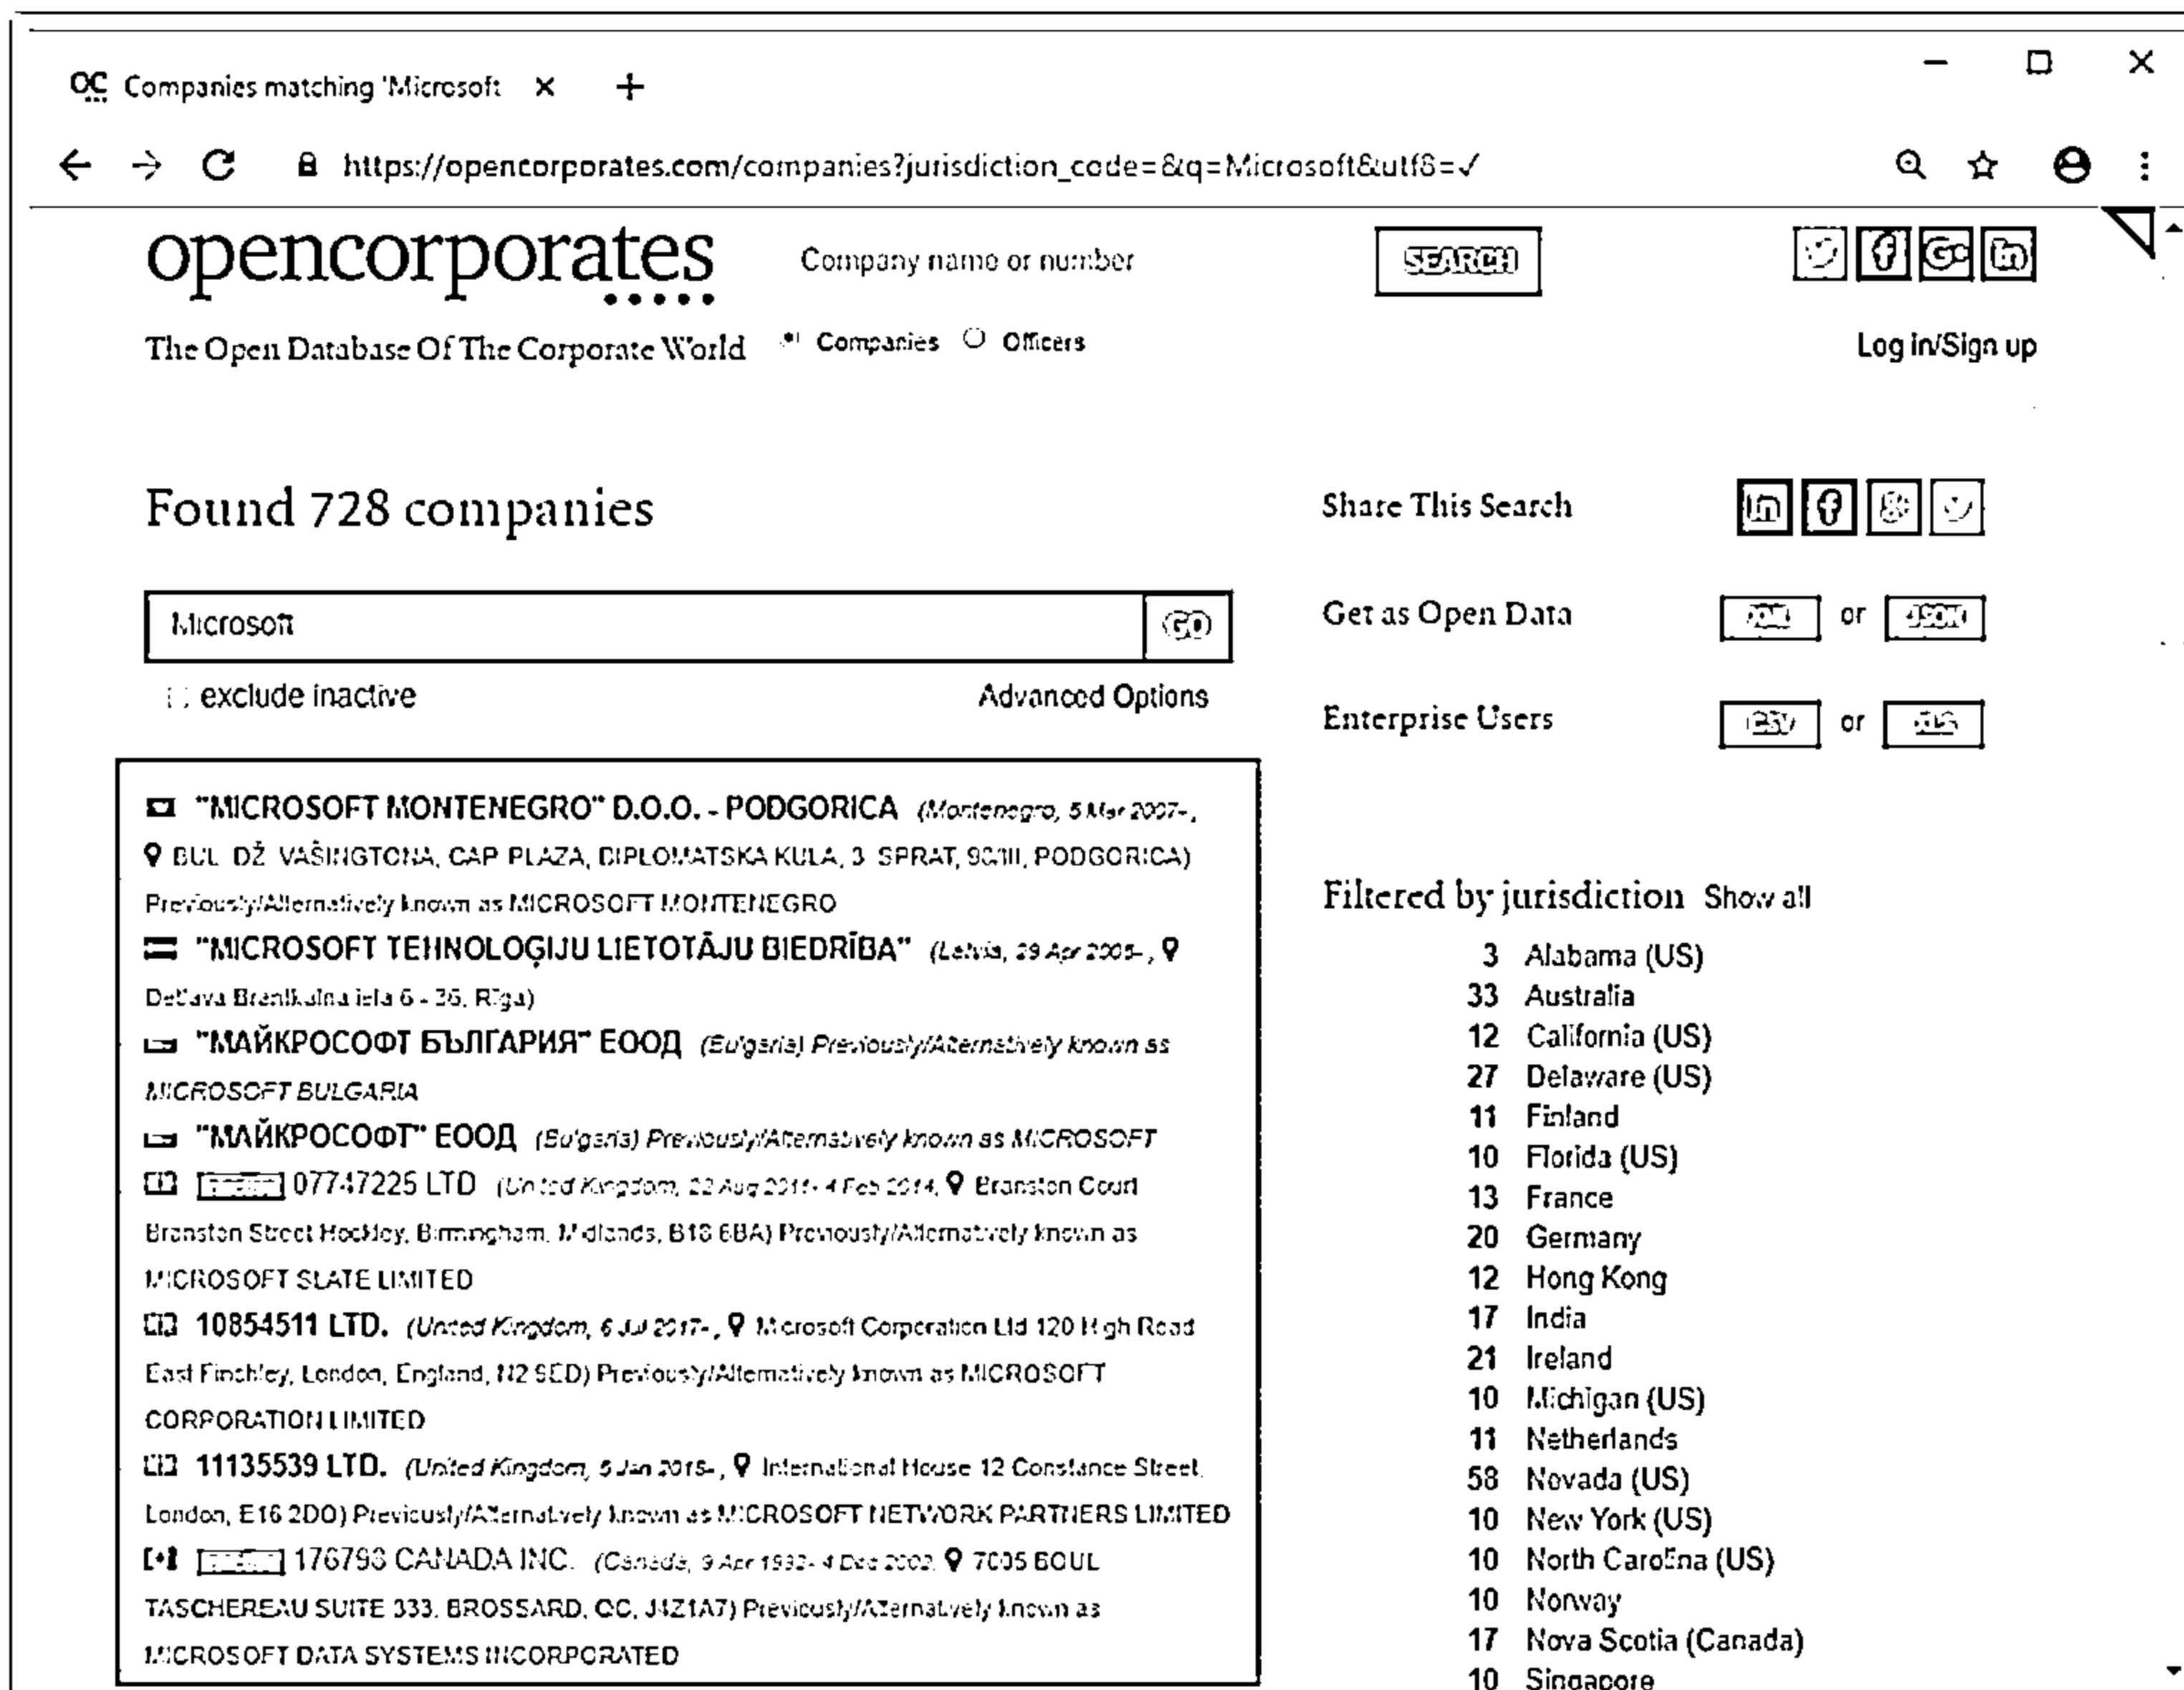 OC Companies matching 'Microsoft
https://opencorporates.com/companies?jurisdiction_code=&q=Microsoft&utf8=✓
opencorporates
Company name or number
SEARCH
The Open Database Of The Corporate World
Companies
Officers
Log in/Sign up
Found 728 companies
Share This Search
Microsoft
GO
Get as Open Data
or JSON
exclude inactive
Advanced Options
Enterprise Users
CSV or XLS
"MICROSOFT MONTENEGRO" D.O.O. - PODGORICA (Montenegro, 5 Mar 2007-,
BUL DŽ VAŠINGTONA, CAP PLAZA, DIPLOMATSKA KULA, 3 SPRAT, PODGORICA)
Previously/Alternatively known as MICROSOFT MONTENEGRO
"MICROSOFT TEHNOLOĢIJU LIETOTĀJU BIEDRĪBA" (Latvia, 29 Apr 2005-,
6 - 36, Rīga)
"МАЙКРОСОФТ БЪЛГАРИЯ" ЕООД (Bulgaria) Previously/Alternatively known as
MICROSOFT BULGARIA
"МАЙКРОСОФТ" ЕООД (Bulgaria) Previously/Alternatively known as MICROSOFT
07747225 LTD (United Kingdom, 22 Aug 2011- 4 Feb 2014, Branston Court
Branston Street Hockley, Birmingham, Midlands, B18 6BA) Previously/Alternatively known as
MICROSOFT SLATE LIMITED
10854511 LTD. (United Kingdom, 6 Jul 2017-, Microsoft Corporation Ltd 120 High Road
East Finchley, London, England, N2 9ED) Previously/Alternatively known as MICROSOFT
CORPORATION LIMITED
11135539 LTD. (United Kingdom, 5 Jan 2018-, International House 12 Constance Street,
London, E16 2DQ) Previously/Alternatively known as MICROSOFT NETWORK PARTNERS LIMITED
CANADA INC. (Canada, 4 Dec 2002, 7005 BOUL
TASCHEREAU SUITE 333, BROSSARD, QC, J4Z1A7) Previously/Alternatively known as
MICROSOFT DATA SYSTEMS INCORPORATED
Filtered by jurisdiction Show all
3 Alabama (US)
33 Australia
12 California (US)
27 Delaware (US)
11 Finland
10 Florida (US)
13 France
20 Germany
12 Hong Kong
17 India
21 Ireland
10 Michigan (US)
11 Netherlands
58 Nevada (US)
10 New York (US)
10 North Carolina (US)
10 Norway
17 Nova Scotia (Canada)
10 Singapore